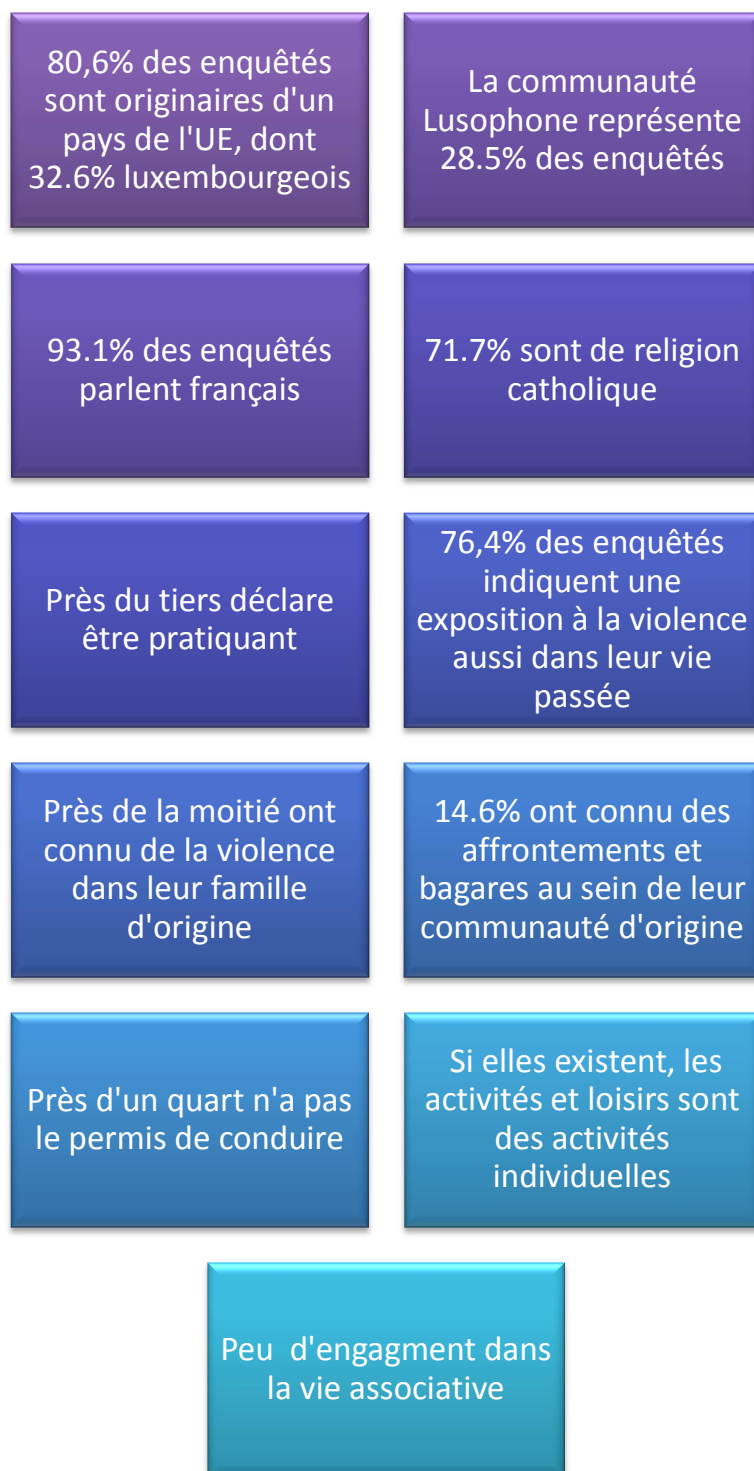 80,6% des enquêtés
sont originaires d'un
pays de l'UE, dont
32.6% luxembourgeois
La communauté
Lusophone représente
28.5% des enquêtés
93.1% des enquêtés
parlent français
71.7% sont de religion
catholique
Près du tiers déclare
être pratiquant
76,4% des enquêtés
indiquent une
exposition à la violence
aussi dans leur vie
passée
Près de la moitié ont
connu de la violence
dans leur famille
d'origine
14.6% ont connu des
affrontements et
bagares au sein de leur
communauté d'origine
Près d'un quart n'a pas
le permis de conduire
Si elles existent, les
activités et loisirs sont
des activités
individuelles
Peu  d'engagment dans
la vie associative